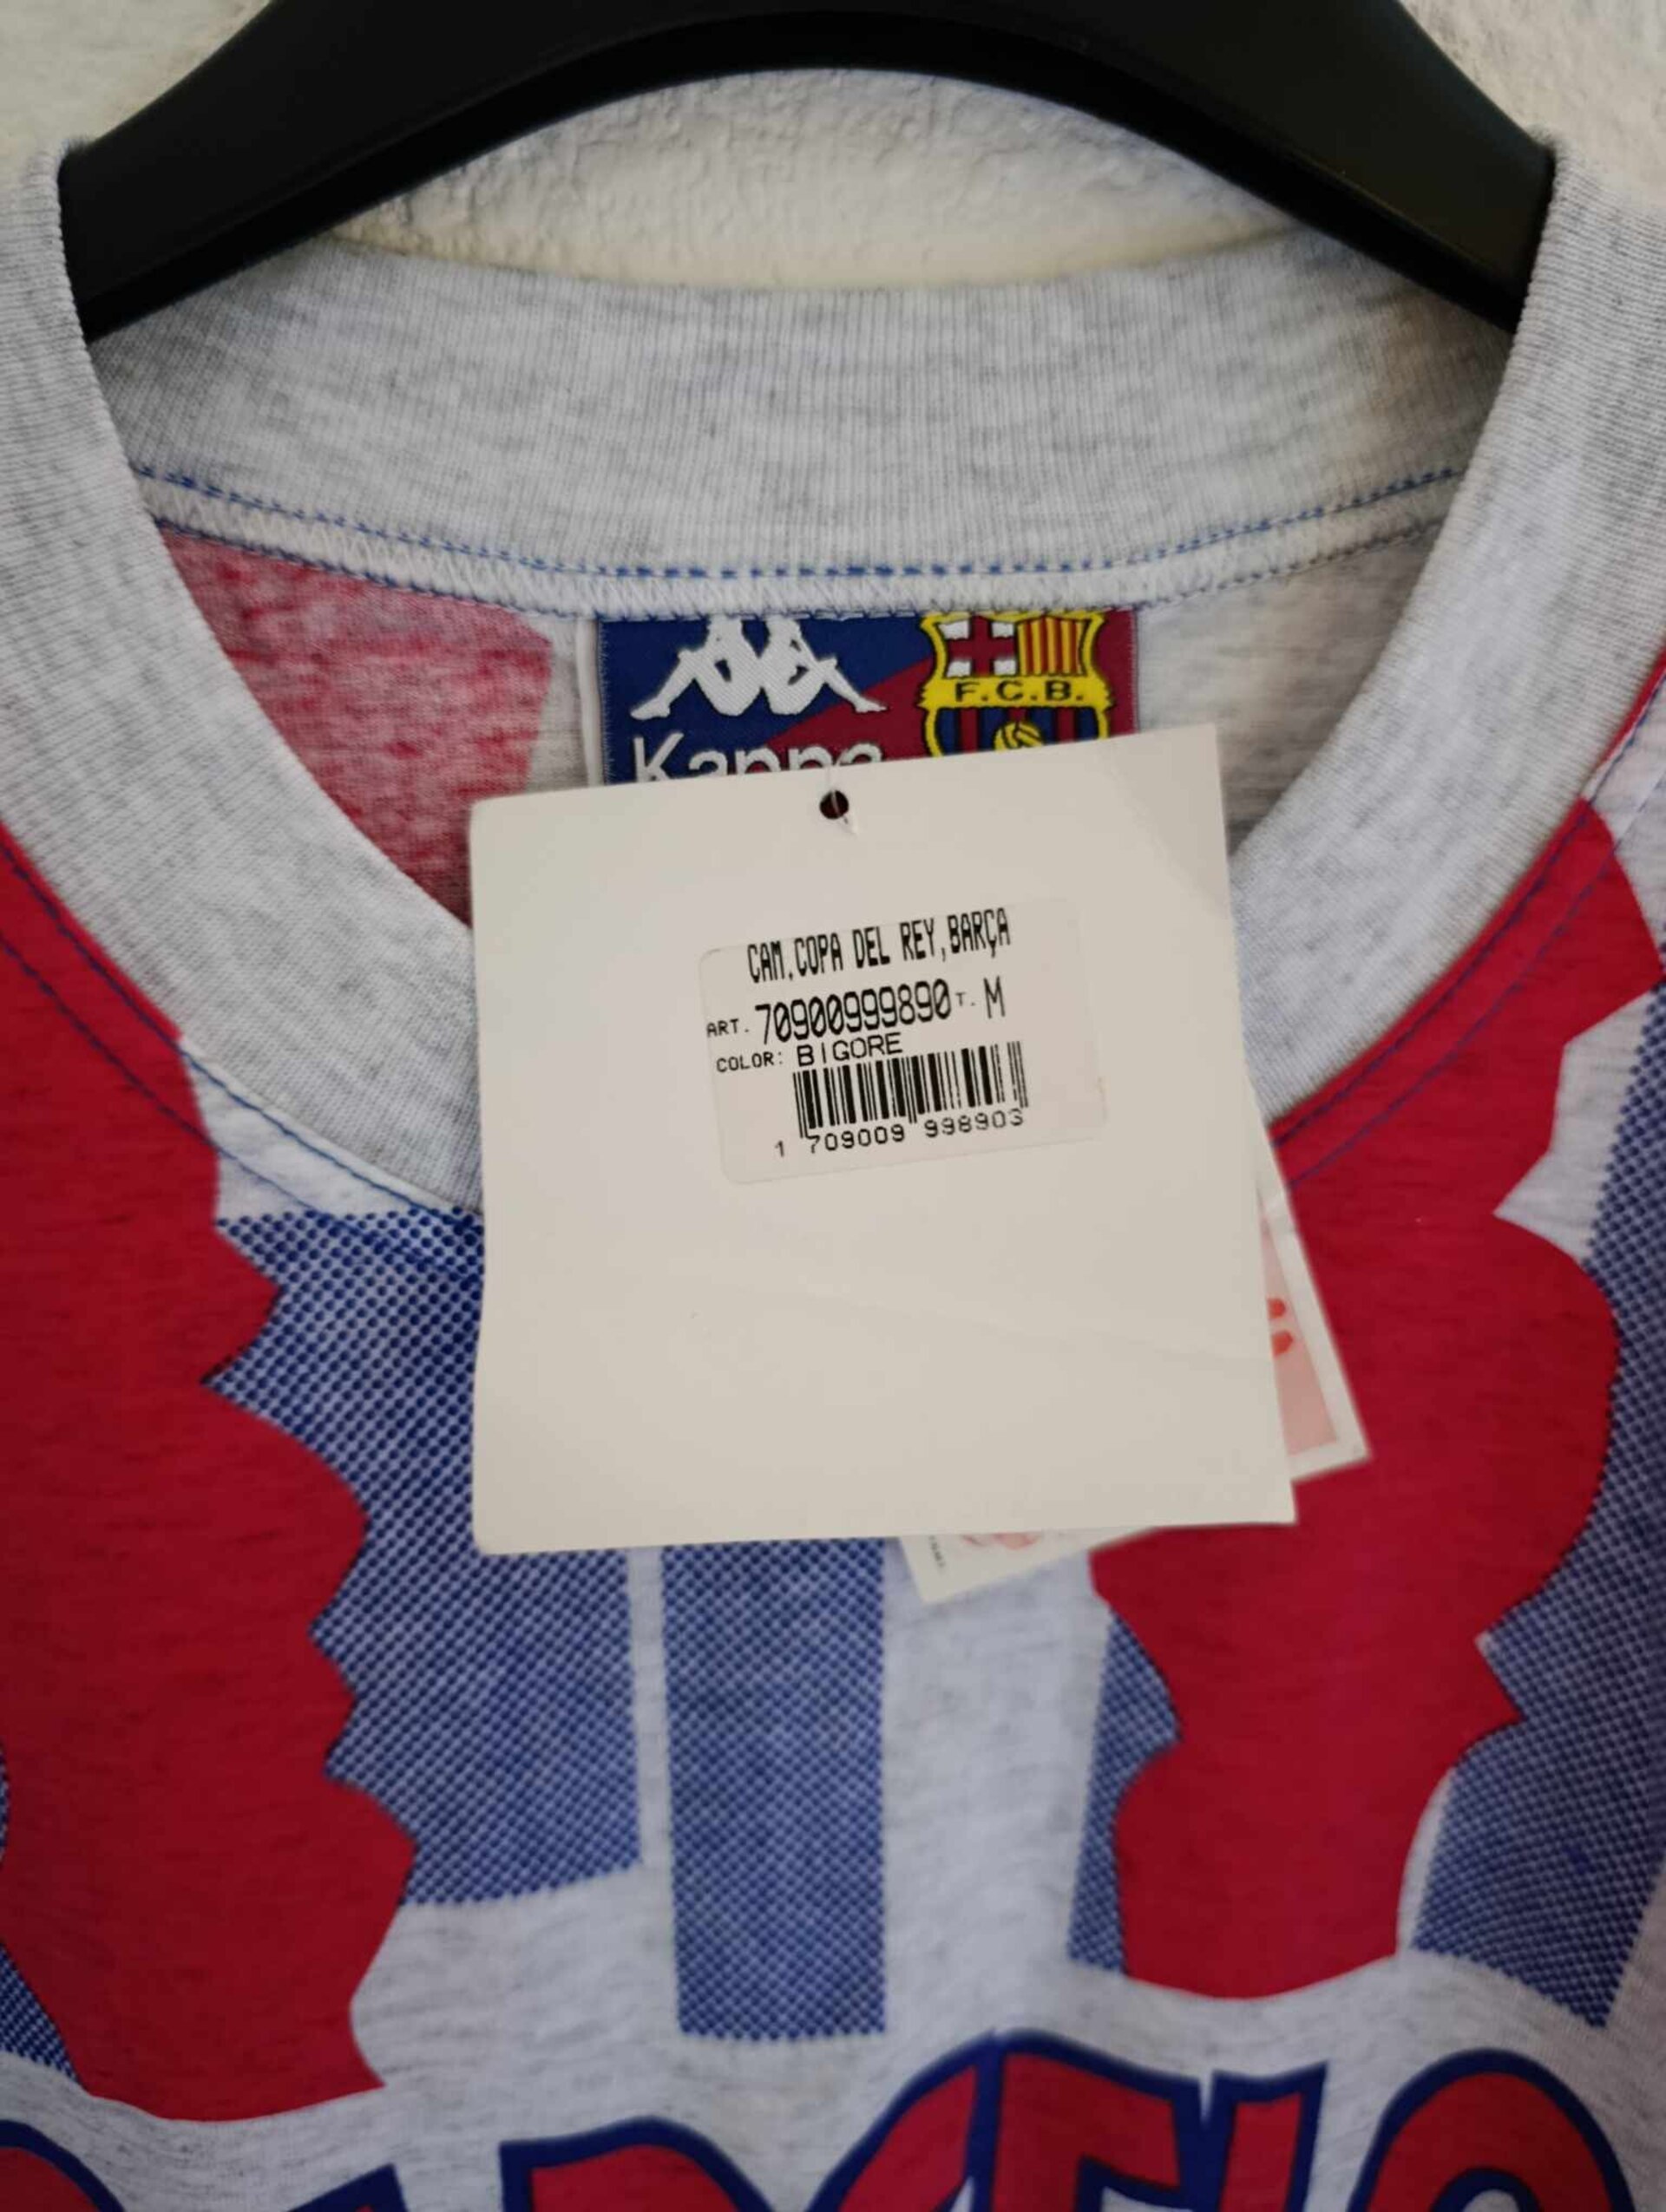 F.C.B.
Kappa
CAM.COPA DEL REY,BARÇA
ART. 70900999890 T. M
COLOR: BIGORE
1 709009 998903